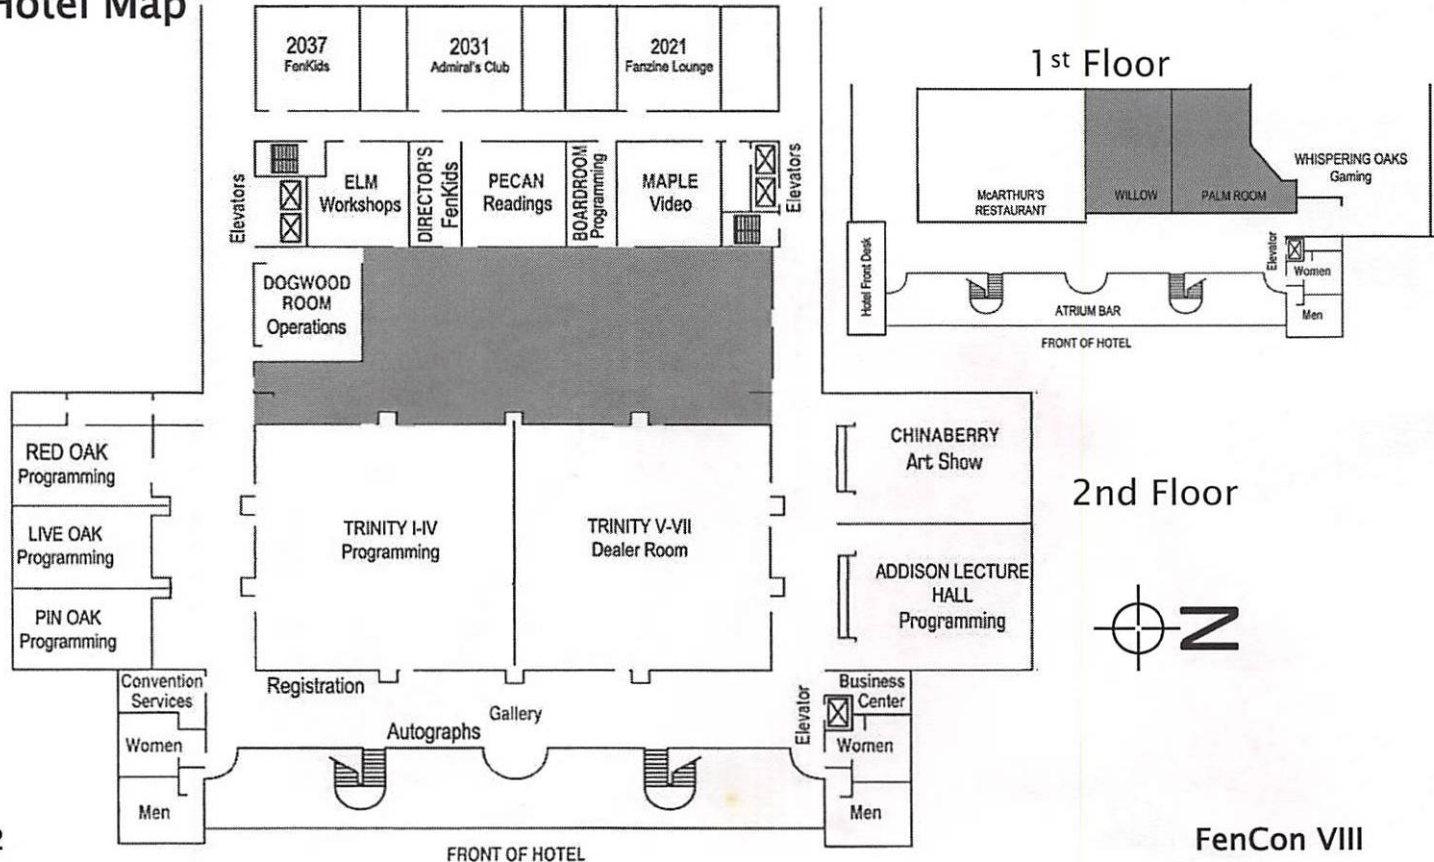 Hotel Map
2037
FenKids
2031
Admiral's Club
2021
Fanzine Lounge
Elevators
ELM
Workshops
DIRECTOR'S
FenKids
PECAN
Readings
BOARDROOM
Programming
MAPLE
Video
Elevators
DOGWOOD
ROOM
Operations
RED OAK
Programming
LIVE OAK
Programming
PIN OAK
Programming
TRINITY I-IV
Programming
TRINITY V-VII
Dealer Room
CHINABERRY
Art Show
ADDISON LECTURE
HALL
Programming
Convention
Services
Women
Men
Registration
Autographs
Gallery
Elevator
Business
Center
Women
Men
FRONT OF HOTEL
1st Floor
McARTHUR'S
RESTAURANT
WILLOW
PALM ROOM
WHISPERING OAKS
Gaming
Hotel Front Desk
Elevator
Women
Men
ATRIUM BAR
FRONT OF HOTEL
2nd Floor
N
2
FenCon VIII